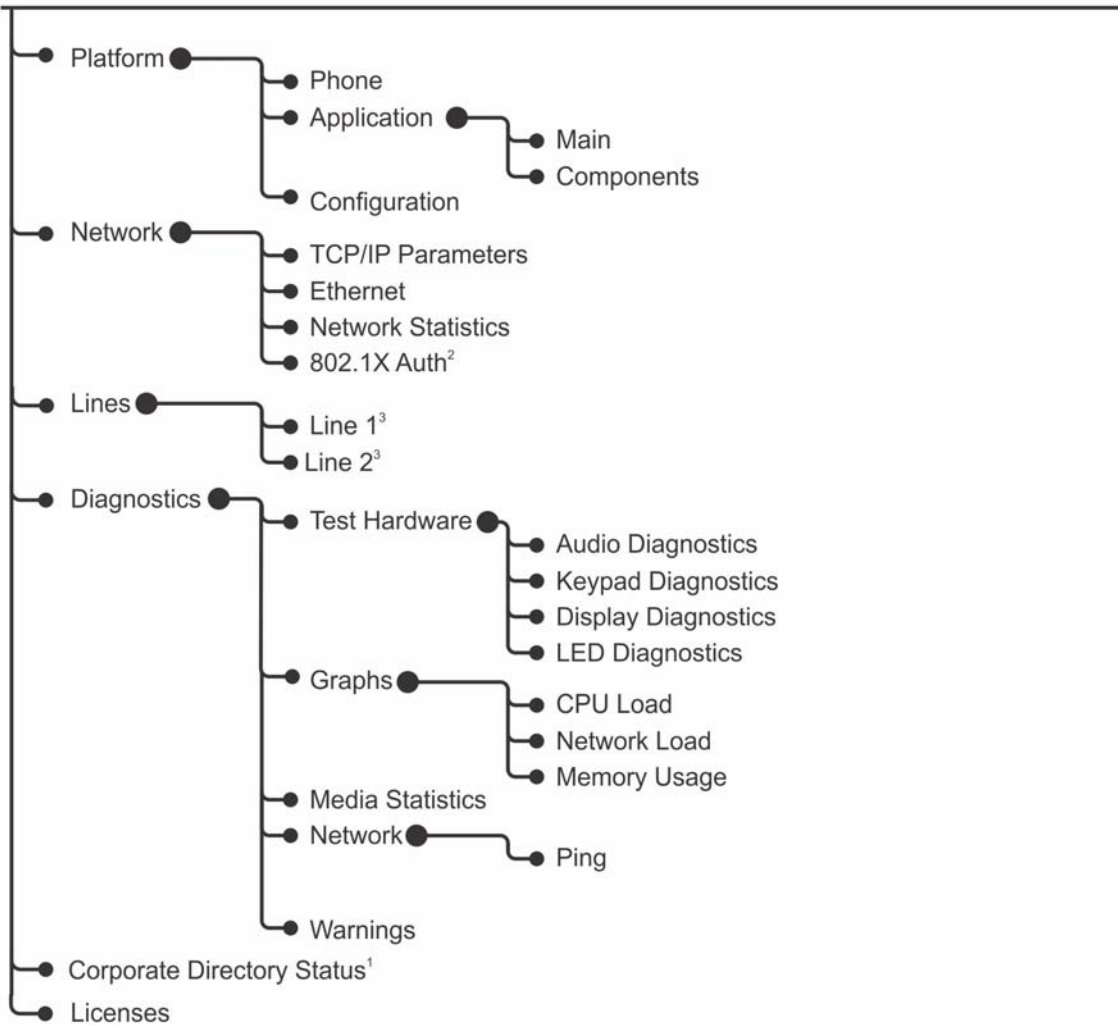 Platform
Phone
Application
Main
Components
Configuration
Network
TCP/IP Parameters
Ethernet
Network Statistics
802.1X Auth²
Lines
Line 1³
Line 2³
Diagnostics
Test Hardware
Audio Diagnostics
Keypad Diagnostics
Display Diagnostics
LED Diagnostics
Graphs
CPU Load
Network Load
Memory Usage
Media Statistics
Network
Ping
Warnings
Corporate Directory Status¹
Licenses